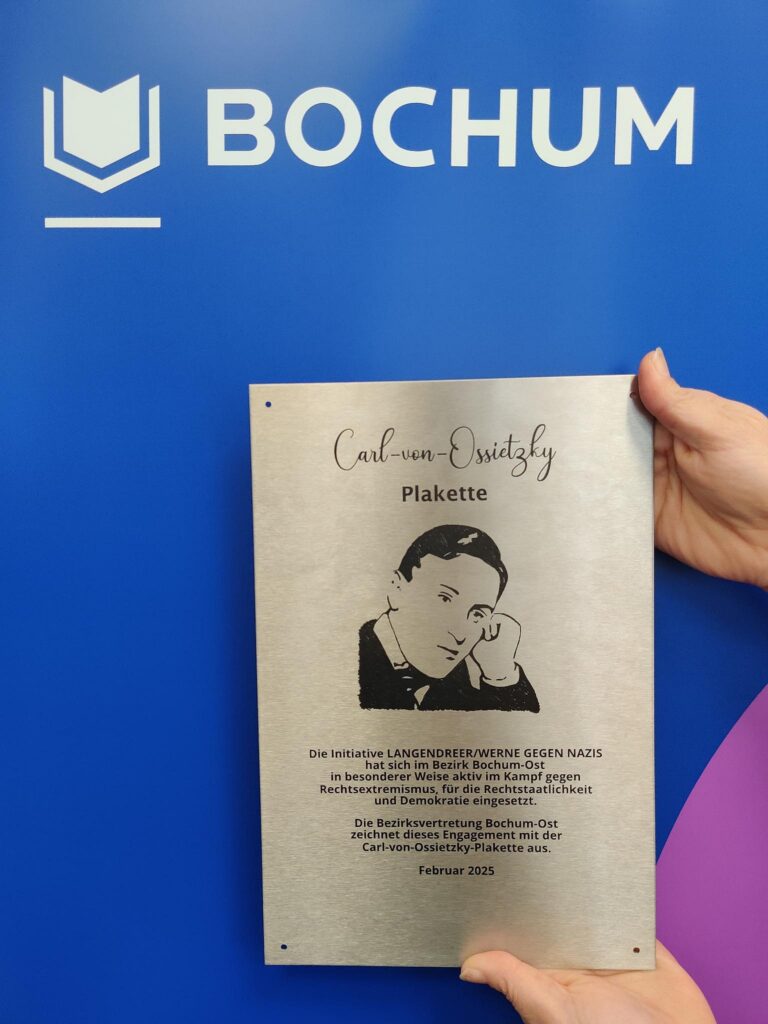 BOCHUM
Carl-von-Ossietzky
Plakette
Die Initiative LANGENDREER/WERNE GEGEN NAZIS
hat sich im Bezirk Bochum-Ost
in besonderer Weise aktiv im Kampf gegen
Rechtsextremismus, für die Rechtstaatlichkeit
und Demokratie eingesetzt.
Die Bezirksvertretung Bochum-Ost
zeichnet dieses Engagement mit der
Carl-von-Ossietzky-Plakette aus.
Februar 2025